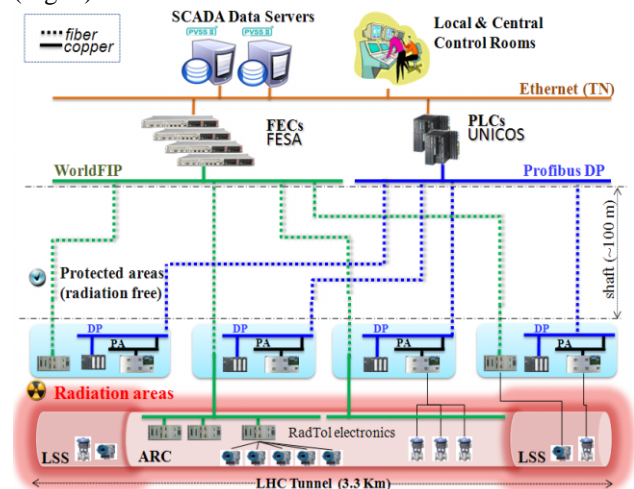 SCADA Data Servers
PVSS II
PVSS II
Local & Central
Control Rooms
fiber
copper
Ethernet (TN)
FECs
FESA
PLCs
UNICOS
WorldFIP
Profibus DP
shaft (~100 m)
Protected areas
(radiation free)
DP
PA
DP
PA
DP
PA
DP
PA
Radiation areas
RadTol electronics
LSS
ARC
LSS
LHC Tunnel (3.3 Km)